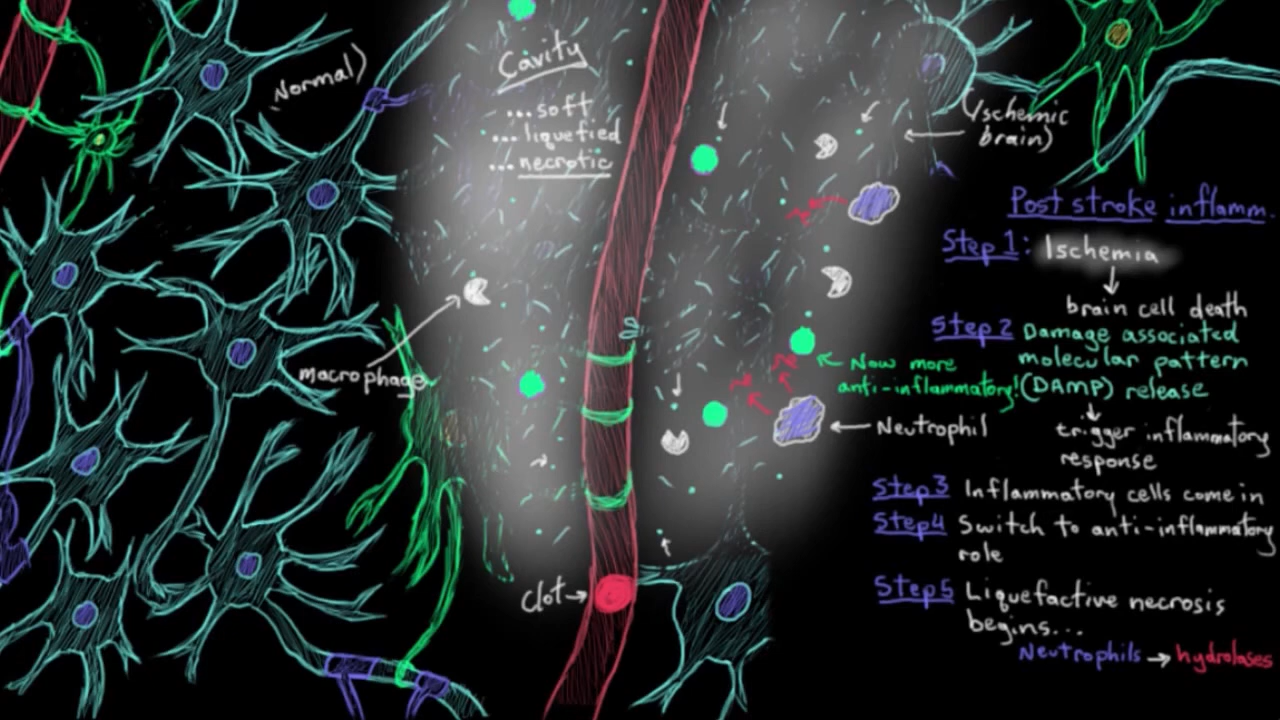 Normal)
Cavity
...soft
...liquefied
...necrotic
(Ischemic
brain)
macrophage
Clot
Now more
anti-inflammatory!
Neutrophil
Post stroke inflamm.
Step 1: Ischemia
brain cell death
Step 2 Damage associated
molecular pattern
(DAMP) release
trigger inflammatory
response
Step 3 Inflammatory cells come in
Step 4 Switch to anti-inflammatory
role
Step 5 Liquefactive necrosis
begins...
Neutrophils → hydrolases